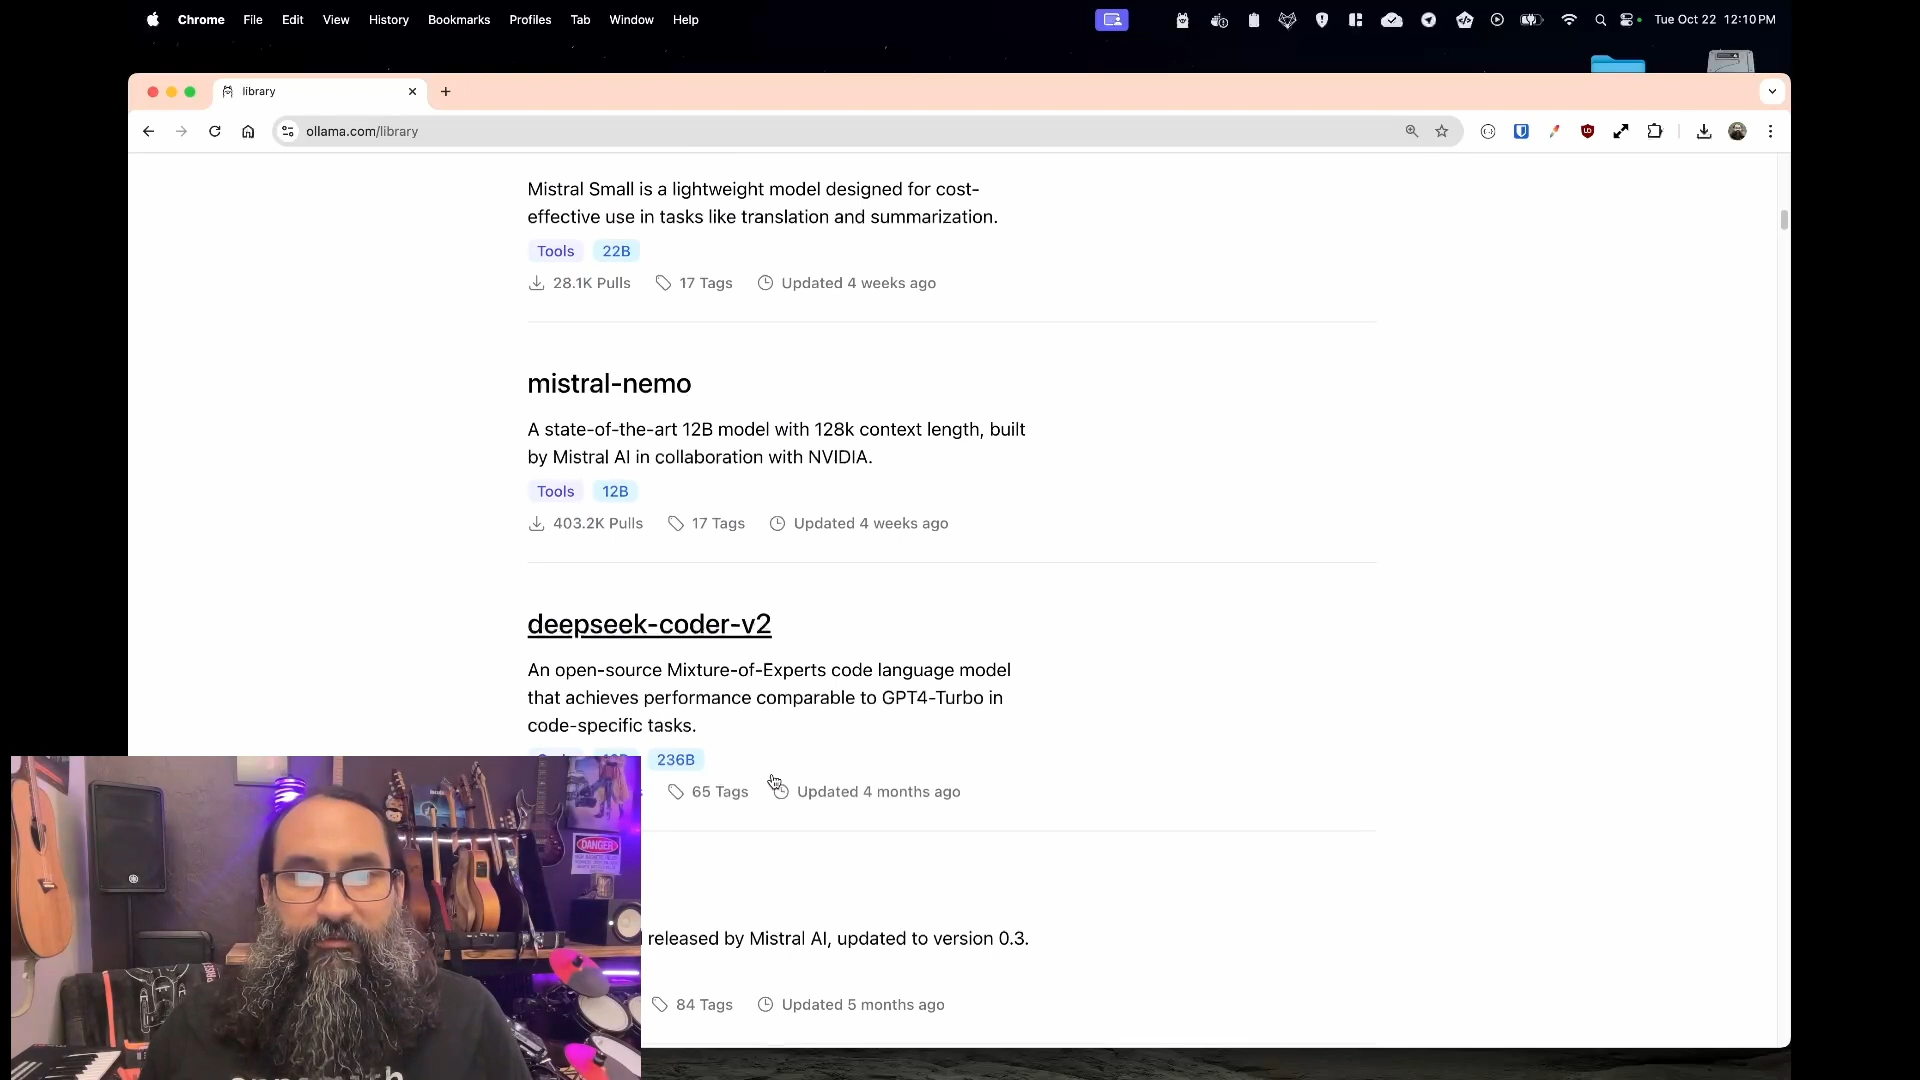 Chrome File Edit View History Bookmarks Profiles Tab Window Help Tue Oct 22 12:10 PM
library
ollama.com/library
Mistral Small is a lightweight model designed for cost-
effective use in tasks like translation and summarization.
Tools 22B
28.1K Pulls 17 Tags Updated 4 weeks ago
mistral-nemo
A state-of-the-art 12B model with 128k context length, built
by Mistral AI in collaboration with NVIDIA.
Tools 12B
403.2K Pulls 17 Tags Updated 4 weeks ago
deepseek-coder-v2
An open-source Mixture-of-Experts code language model
that achieves performance comparable to GPT4-Turbo in
code-specific tasks.
236B
65 Tags Updated 4 months ago
released by Mistral AI, updated to version 0.3.
84 Tags Updated 5 months ago
DANGER